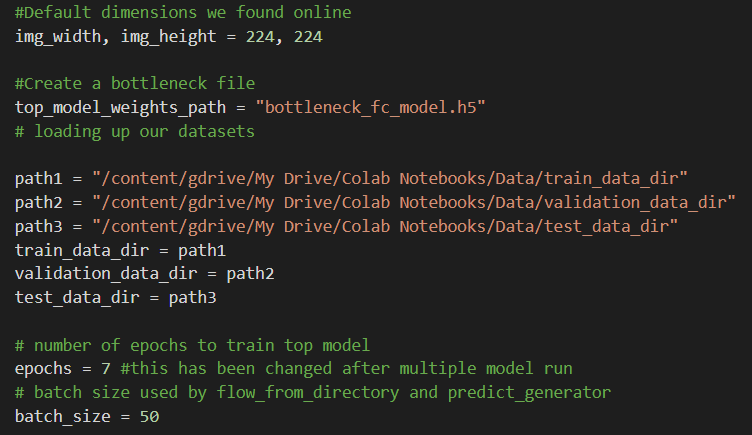 #Default dimensions we found online
img_width, img_height = 224, 224
#Create a bottleneck file
top_model_weights_path = "bottleneck_fc_model.h5"
# loading up our datasets
path1 = "/content/gdrive/My Drive/Colab Notebooks/Data/train_data_dir"
path2 = "/content/gdrive/My Drive/Colab Notebooks/Data/validation_data_dir"
path3 = "/content/gdrive/My Drive/Colab Notebooks/Data/test_data_dir"
train_data_dir = path1
validation_data_dir = path2
test_data_dir = path3
# number of epochs to train top model
epochs = 7 #this has been changed after multiple model run
# batch size used by flow_from_directory and predict_generator
batch_size = 50